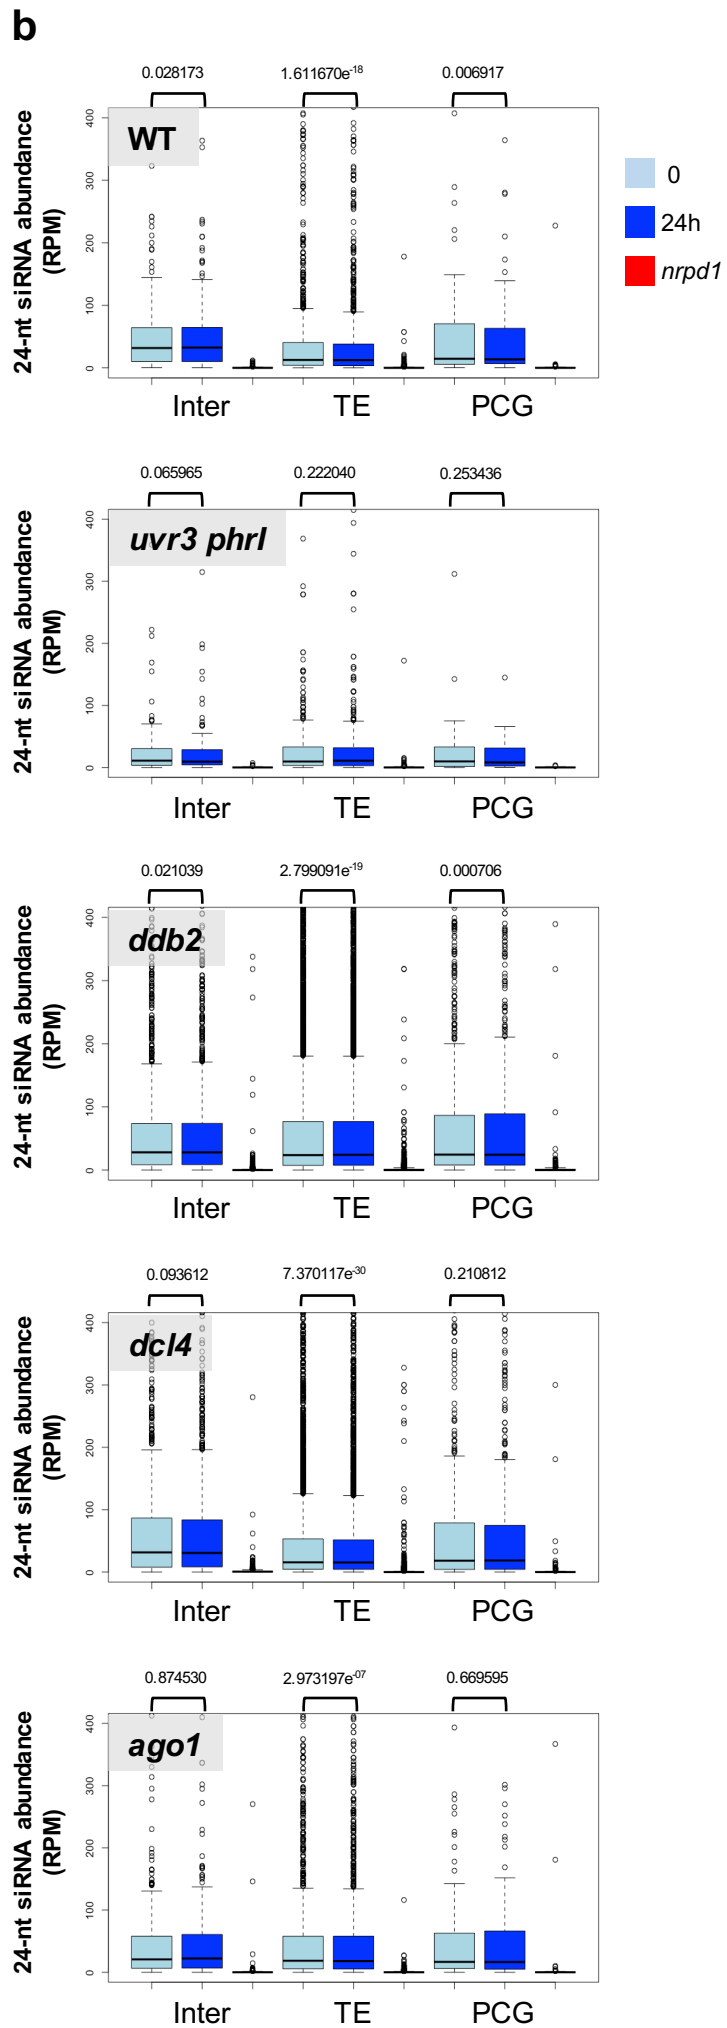 b
0.028173 1.611670e-18 0.006917
24-nt siRNA abundance
(RPM)
400
300
200
100
0
WT
Inter TE PCG
0
24h
nrpd1
0.065965 0.222040 0.253436
24-nt siRNA abundance
(RPM)
400
300
200
100
0
uvr3 phrI
Inter TE PCG
0.021039 2.799091e-19 0.000706
24-nt siRNA abundance
(RPM)
400
300
200
100
0
ddb2
Inter TE PCG
0.093612 7.370117e-30 0.210812
24-nt siRNA abundance
(RPM)
400
300
200
100
0
dcl4
Inter TE PCG
0.874530 2.973197e-07 0.669595
24-nt siRNA abundance
(RPM)
400
300
200
100
0
ago1
Inter TE PCG